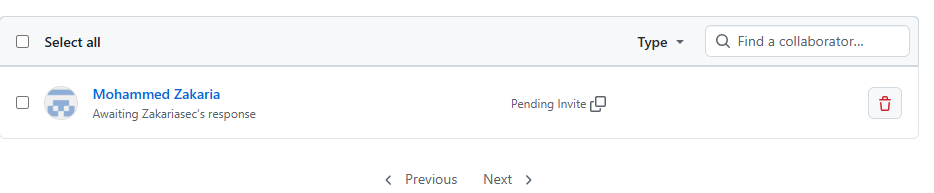 Select all
Type
Find a collaborator...
Mohammed Zakaria
Awaiting Zakariasec's response
Pending Invite
Previous Next